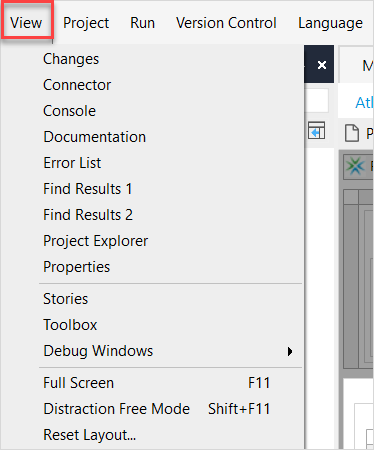 View Project Run Version Control Language
Changes
Connector
Console
Documentation
Error List
Find Results 1
Find Results 2
Project Explorer
Properties
Stories
Toolbox
Debug Windows
Full Screen F11
Distraction Free Mode Shift+F11
Reset Layout...